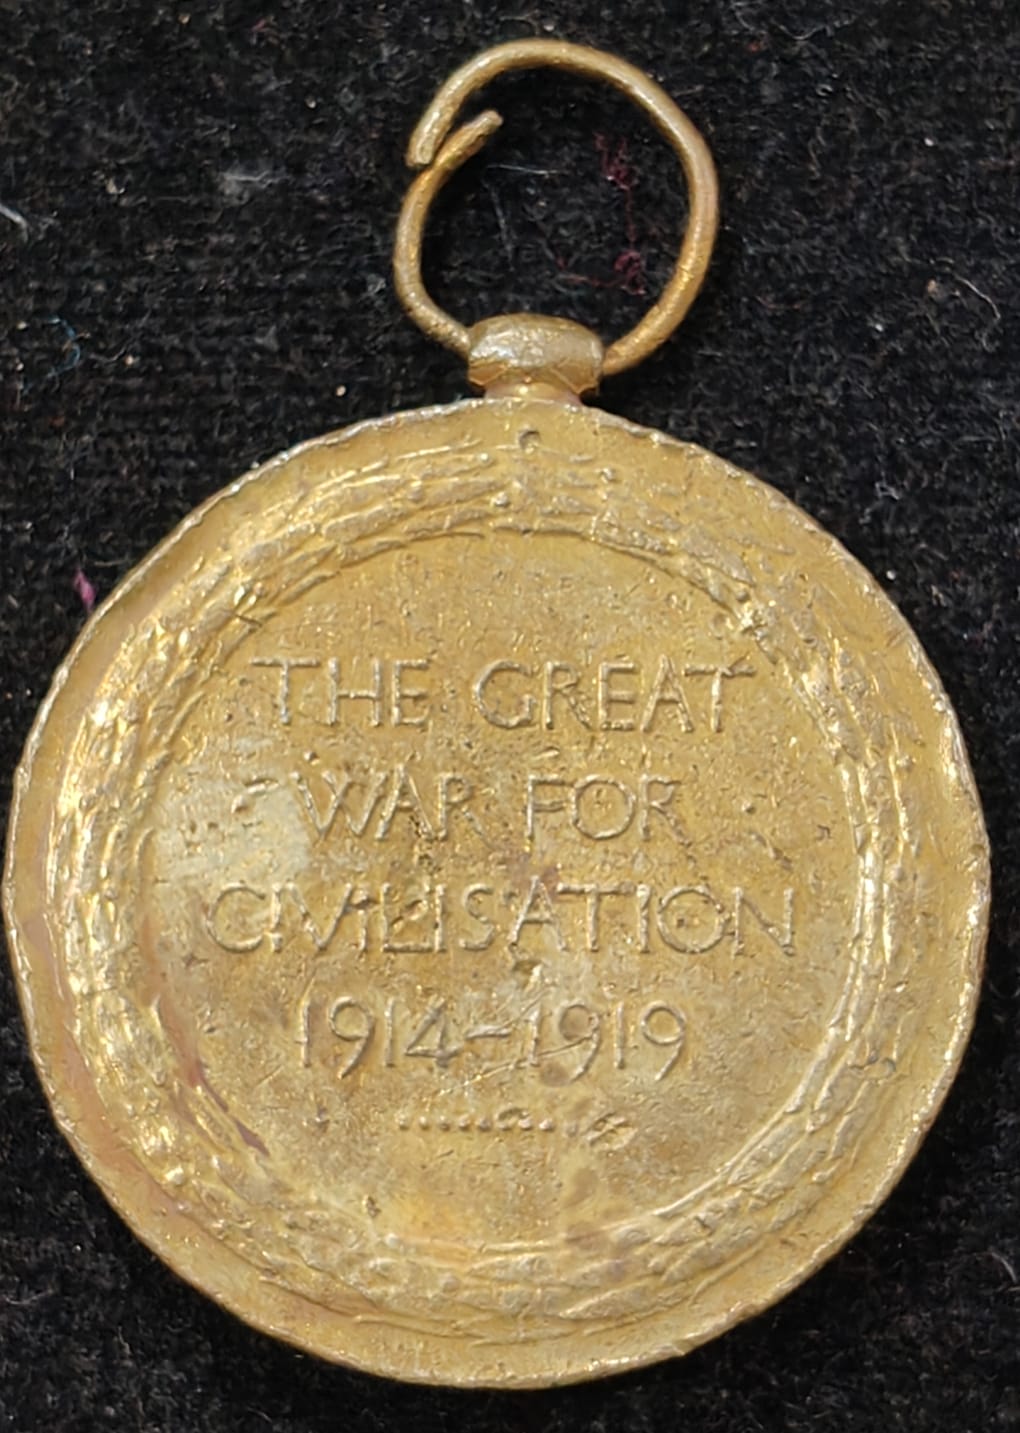 THE GREAT
WAR FOR
CIVILISATION
1914-1919